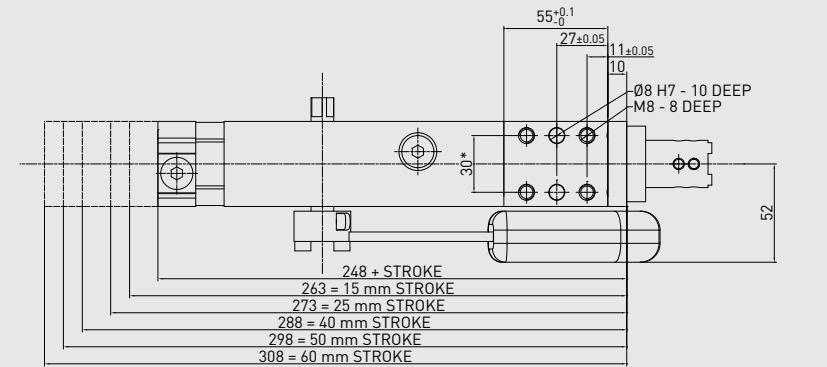 55+0.1 -0
27±0.05
11±0.05
10
Ø8 H7 - 10 DEEP
M8 - 8 DEEP
30*
52
248 + STROKE
263 = 15 mm STROKE
273 = 25 mm STROKE
288 = 40 mm STROKE
298 = 50 mm STROKE
308 = 60 mm STROKE